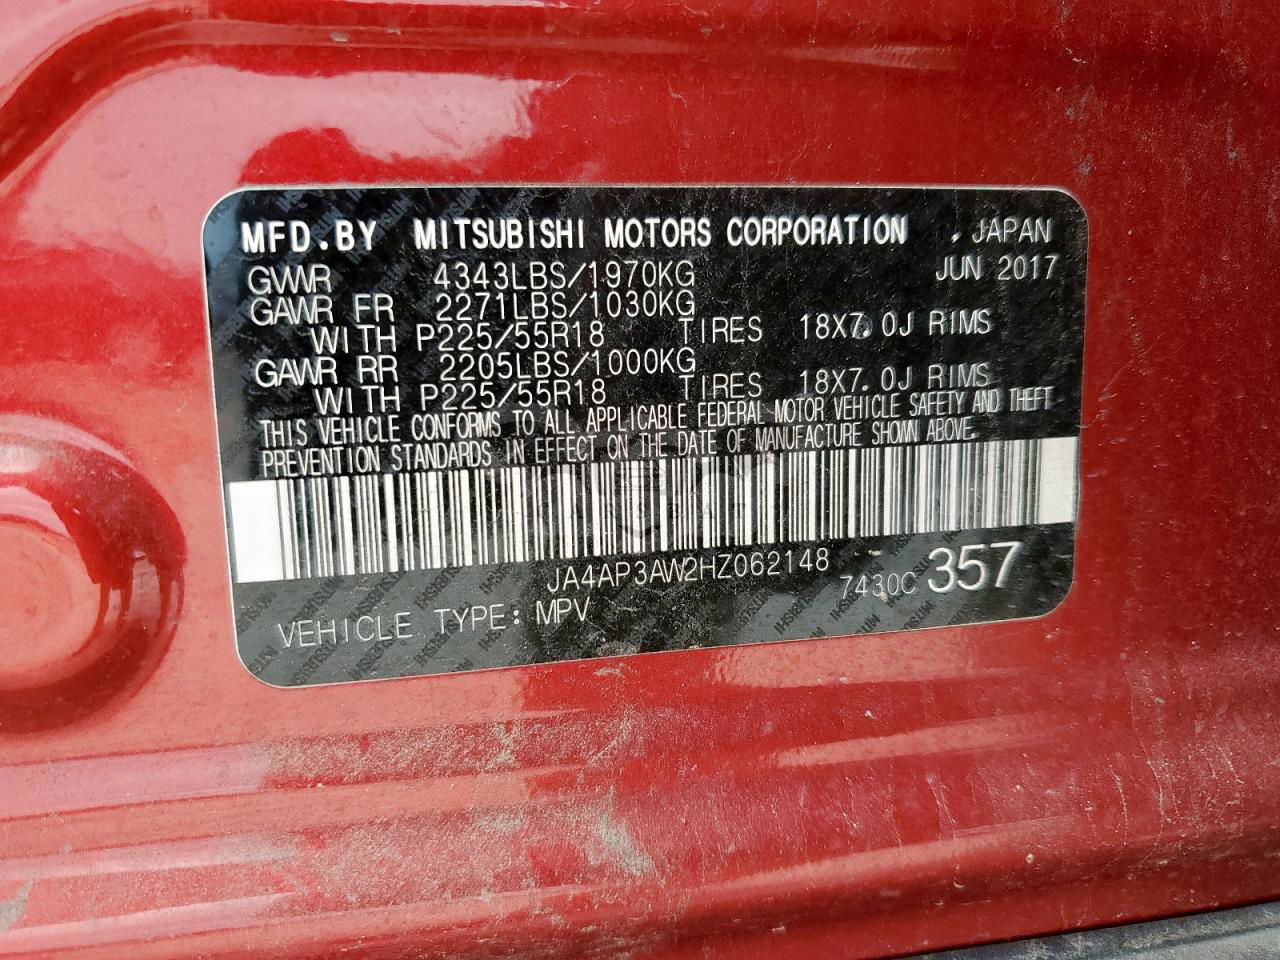 MFD.BY MITSUBISHI MOTORS CORPORATION , JAPAN
GVWR 4343LBS/1970KG JUN 2017
GAWR FR 2271LBS/1030KG
WITH P225/55R18 TIRES 18X7.0J RIMS
GAWR RR 2205LBS/1000KG
WITH P225/55R18 TIRES 18X7.0J RIMS
THIS VEHICLE CONFORMS TO ALL APPLICABLE FEDERAL MOTOR VEHICLE SAFETY AND THEFT
PREVENTION STANDARDS IN EFFECT ON THE DATE OF MANUFACTURE SHOWN ABOVE.
JA4AP3AW2HZ062148 7430C 357
VEHICLE TYPE: MPV